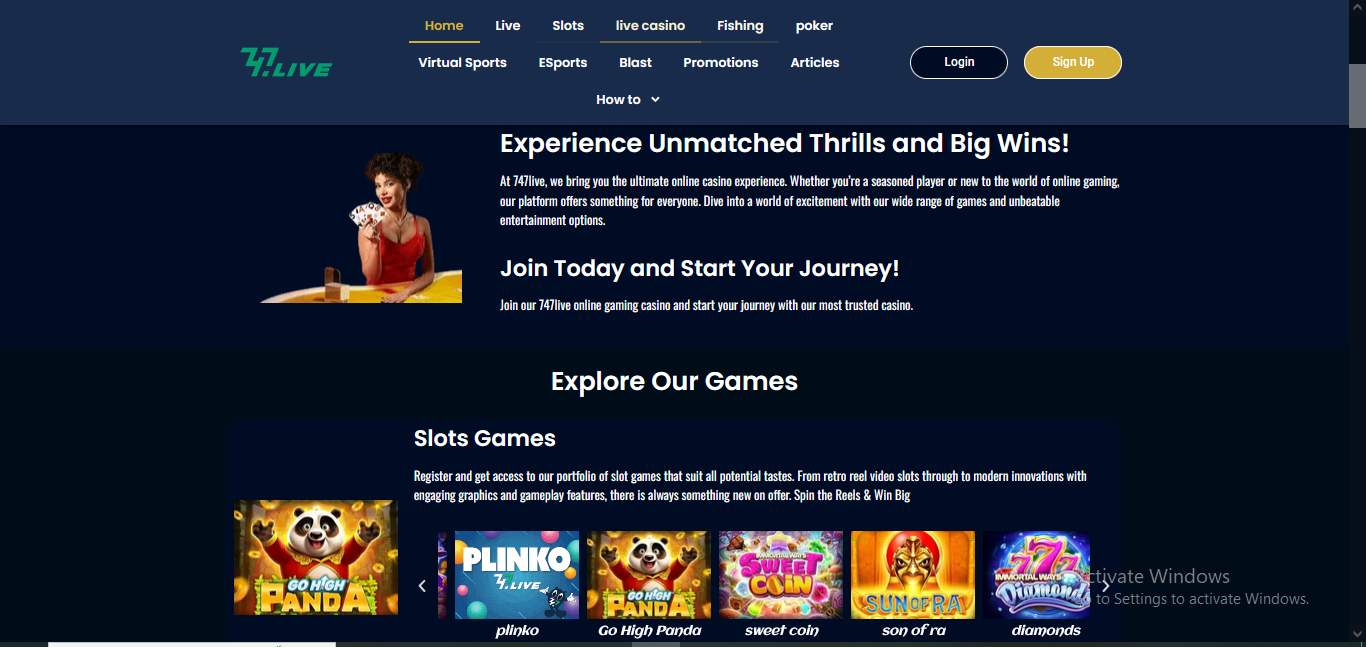 Home Live Slots live casino Fishing poker
747.LIVE
Virtual Sports ESports Blast Promotions Articles
Login Sign Up
How to
Experience Unmatched Thrills and Big Wins!
At 747live, we bring you the ultimate online casino experience. Whether you're a seasoned player or new to the world of online gaming,
our platform offers something for everyone. Dive into a world of excitement with our wide range of games and unbeatable
entertainment options.
Join Today and Start Your Journey!
Join our 747live online gaming casino and start your journey with our most trusted casino.
Explore Our Games
Slots Games
Register and get access to our portfolio of slot games that suit all potential tastes. From retro reel video slots through to modern innovations with
engaging graphics and gameplay features, there is always something new on offer. Spin the Reels & Win Big
GO HIGH
PANDA
PLINKO
747.LIVE
GO HIGH
PANDA
IMMORTAL WAYS
SWEET
COIN
SUN OF RA
777
IMMORTAL WAYS
Diamonds
ctivate Windows
to Settings to activate Windows.
plinko Go High Panda sweet coin son of ra diamonds